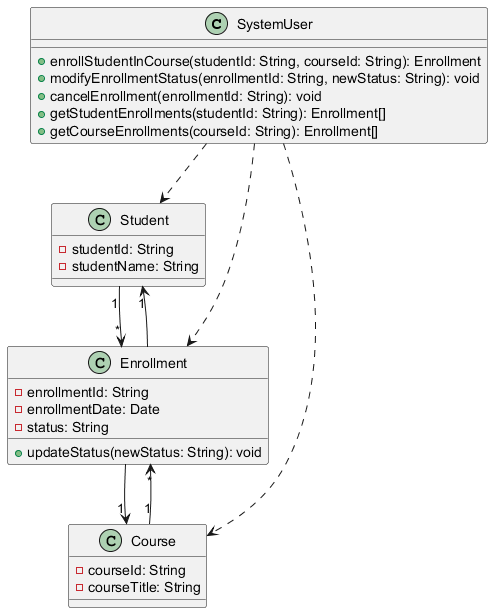 C SystemUser
enrollStudentInCourse(studentId: String, courseId: String): Enrollment
modifyEnrollmentStatus(enrollmentId: String, newStatus: String): void
cancelEnrollment(enrollmentId: String): void
getStudentEnrollments(studentId: String): Enrollment[]
getCourseEnrollments(courseId: String): Enrollment[]
C Student
studentId: String
studentName: String
1 1
*
C Enrollment
enrollmentId: String
enrollmentDate: Date
status: String
updateStatus(newStatus: String): void
*
1 1
C Course
courseId: String
courseTitle: String